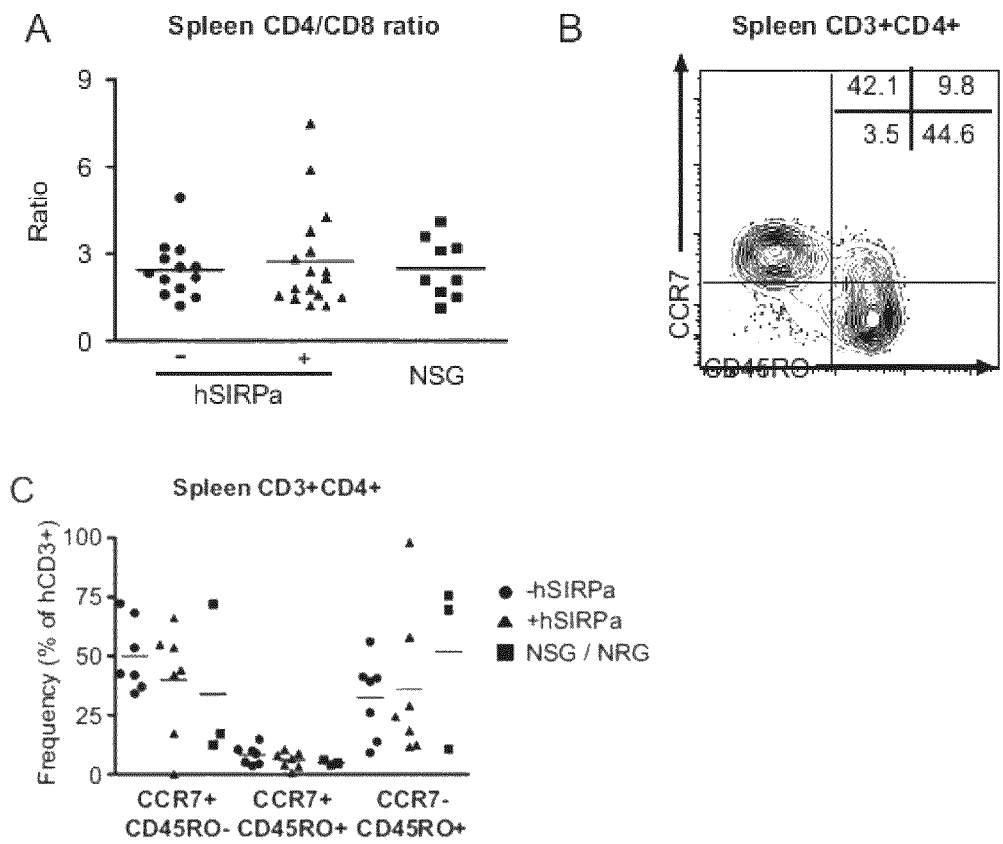 A
Spleen CD4/CD8 ratio
9
6
3
0
Ratio
- +
hSIRPa
NSG
B
Spleen CD3+CD4+
42.1 9.8
3.5 44.6
CCR7
CD45RO
C
Spleen CD3+CD4+
Frequency (% of hCD3+)
100
75
50
25
0
CCR7+ CCR7+ CCR7-
CD45RO- CD45RO+ CD45RO+
-hSIRPa
+hSIRPa
NSG / NRG